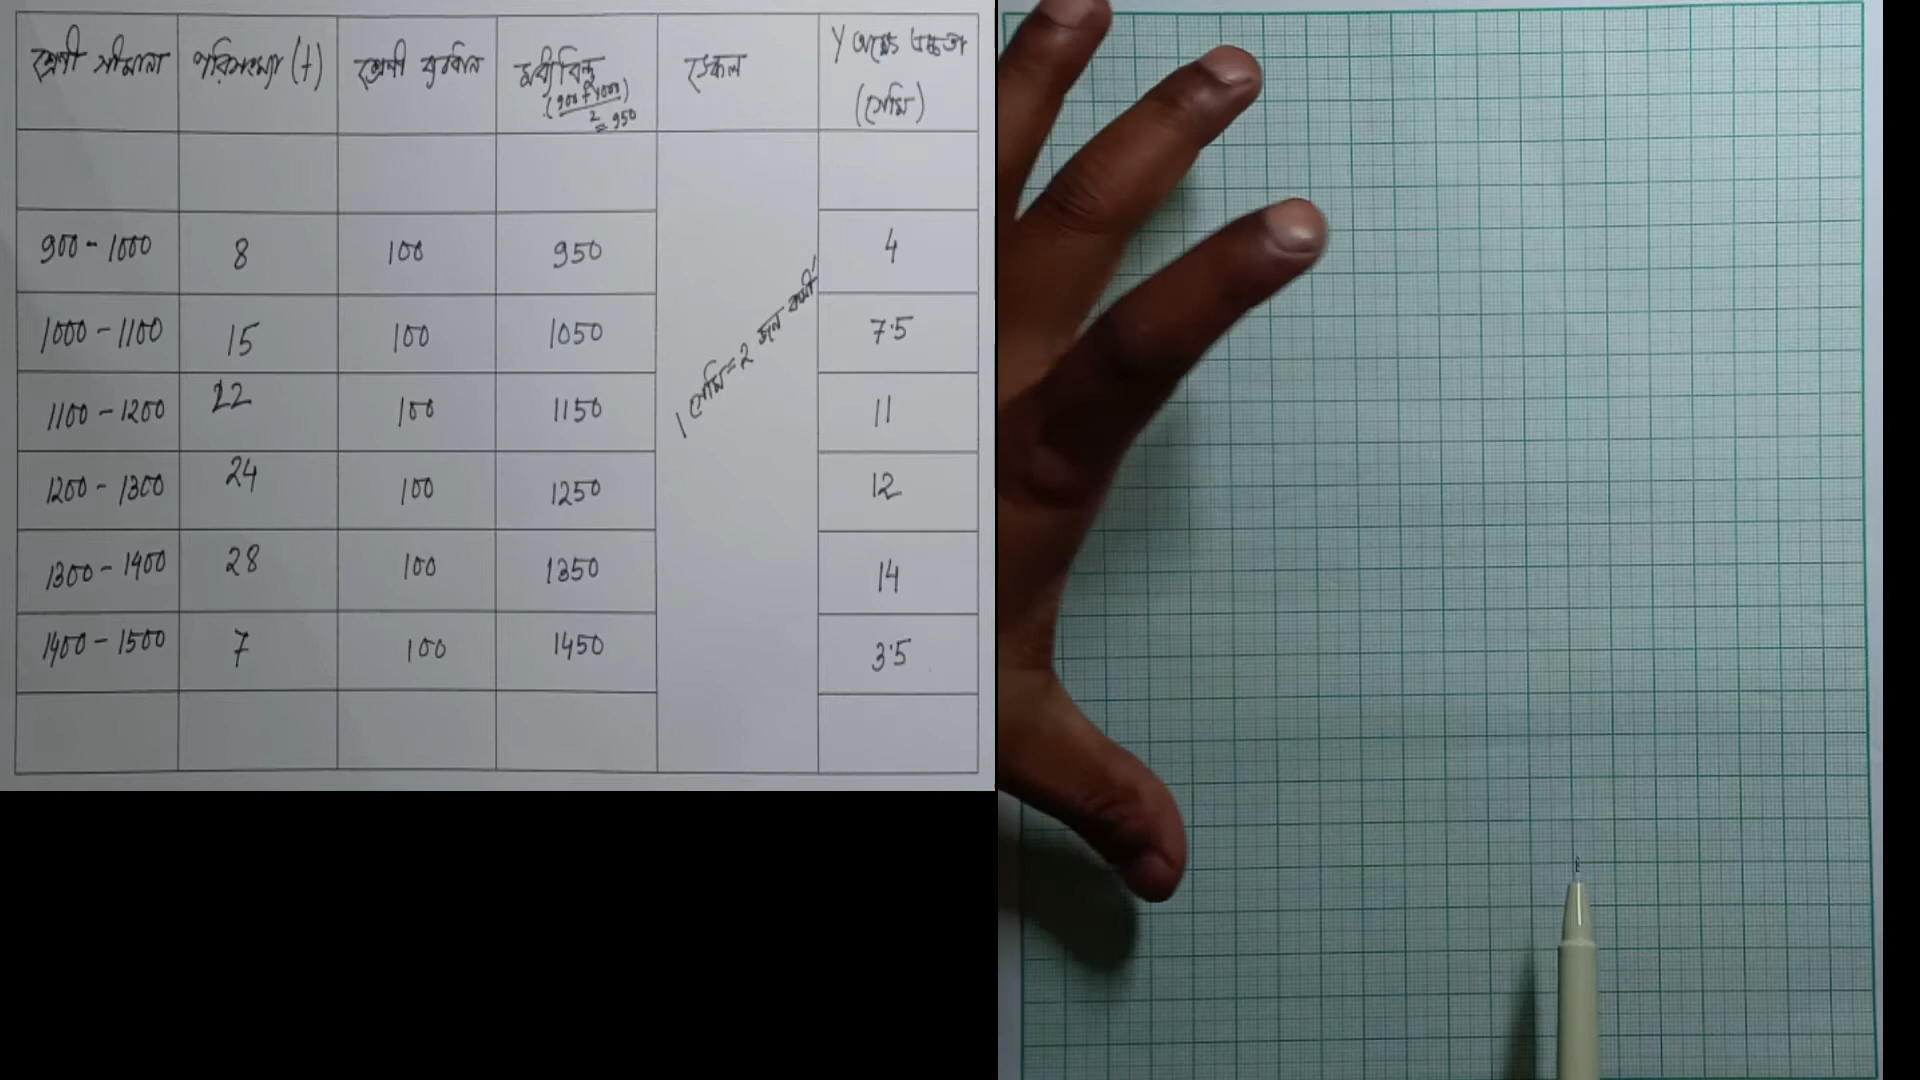 শ্রেণী সীমানা পরিসংখ্যা (f) শ্রেণী ব্যবধান মধ্যবিন্দু স্কেল Y অক্ষে উচ্চতা
(900+1000) (সেমি)
2
= 950
900 - 1000 8 100 950 4
1000 - 1100 15 100 1050 7.5
1100 - 1200 22 100 1150 11
1200 - 1300 24 100 1250 12
1300 - 1400 28 100 1350 14
1400 - 1500 7 100 1450 3.5
1 সেমি = 2 জন কর্মী